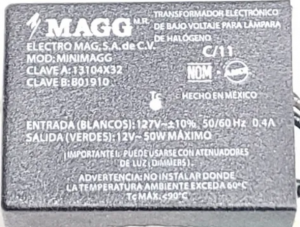 MAGG M.R.
TRANSFORMADOR ELECTRÓNICO
DE BAJO VOLTAJE PARA LÁMPARA
DE HALÓGENO
ELECTRO MAG, S.A. de C.V.
MOD: MINIMAGG
CLAVE A: 13104X32
CLAVE B: B01910
C/11
NOM
ANCE
Tc
HECHO EN MÉXICO
ENTRADA (BLANCOS): 127V~±10%, 50/60 Hz 0.4A
SALIDA (VERDES): 12V~50W MÁXIMO
¡IMPORTANTE!: PUEDE USARSE CON ATENUADORES
DE LUZ (DIMMERS).
ADVERTENCIA: NO INSTALAR DONDE
LA TEMPERATURA AMBIENTE EXCEDA 60°C
Tc MÁX. <90°C